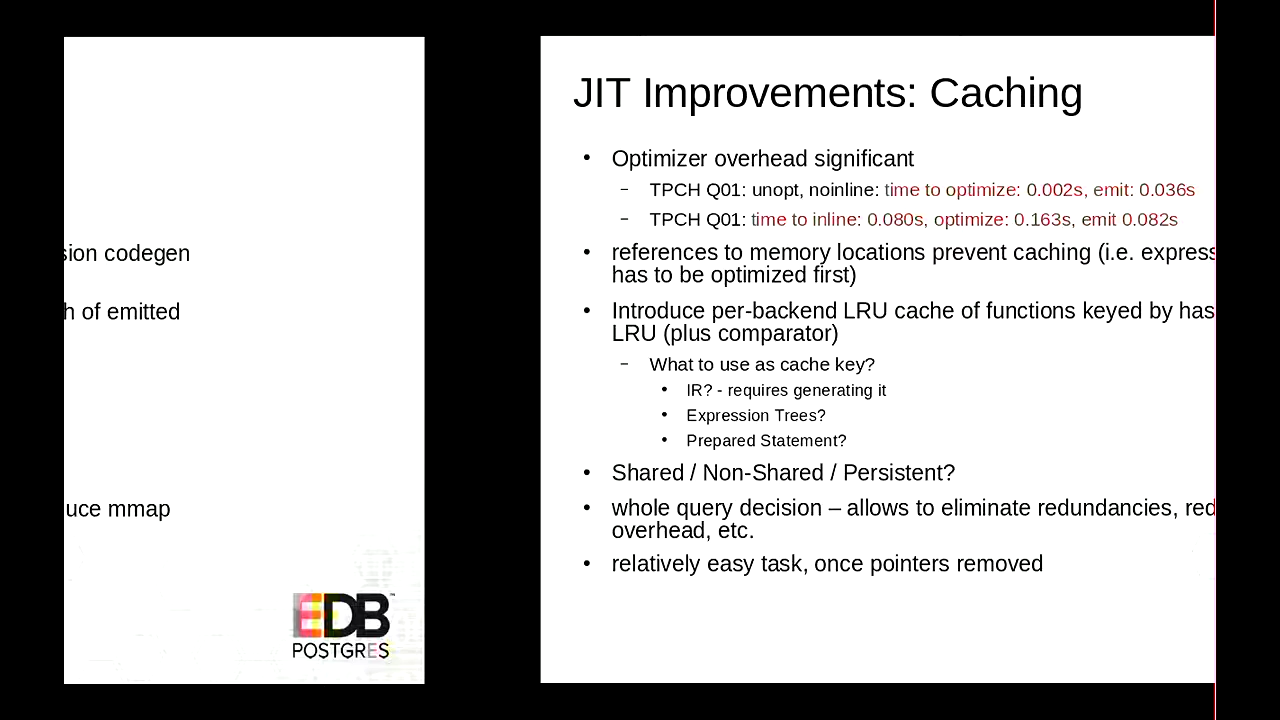 sion codegen
h of emitted
uce mmap
EDB™
POSTGRES
JIT Improvements: Caching
• Optimizer overhead significant
– TPCH Q01: unopt, noinline: time to optimize: 0.002s, emit: 0.036s
– TPCH Q01: time to inline: 0.080s, optimize: 0.163s, emit 0.082s
• references to memory locations prevent caching (i.e. express
has to be optimized first)
• Introduce per-backend LRU cache of functions keyed by has
LRU (plus comparator)
– What to use as cache key?
• IR? - requires generating it
• Expression Trees?
• Prepared Statement?
• Shared / Non-Shared / Persistent?
• whole query decision – allows to eliminate redundancies, red
overhead, etc.
• relatively easy task, once pointers removed